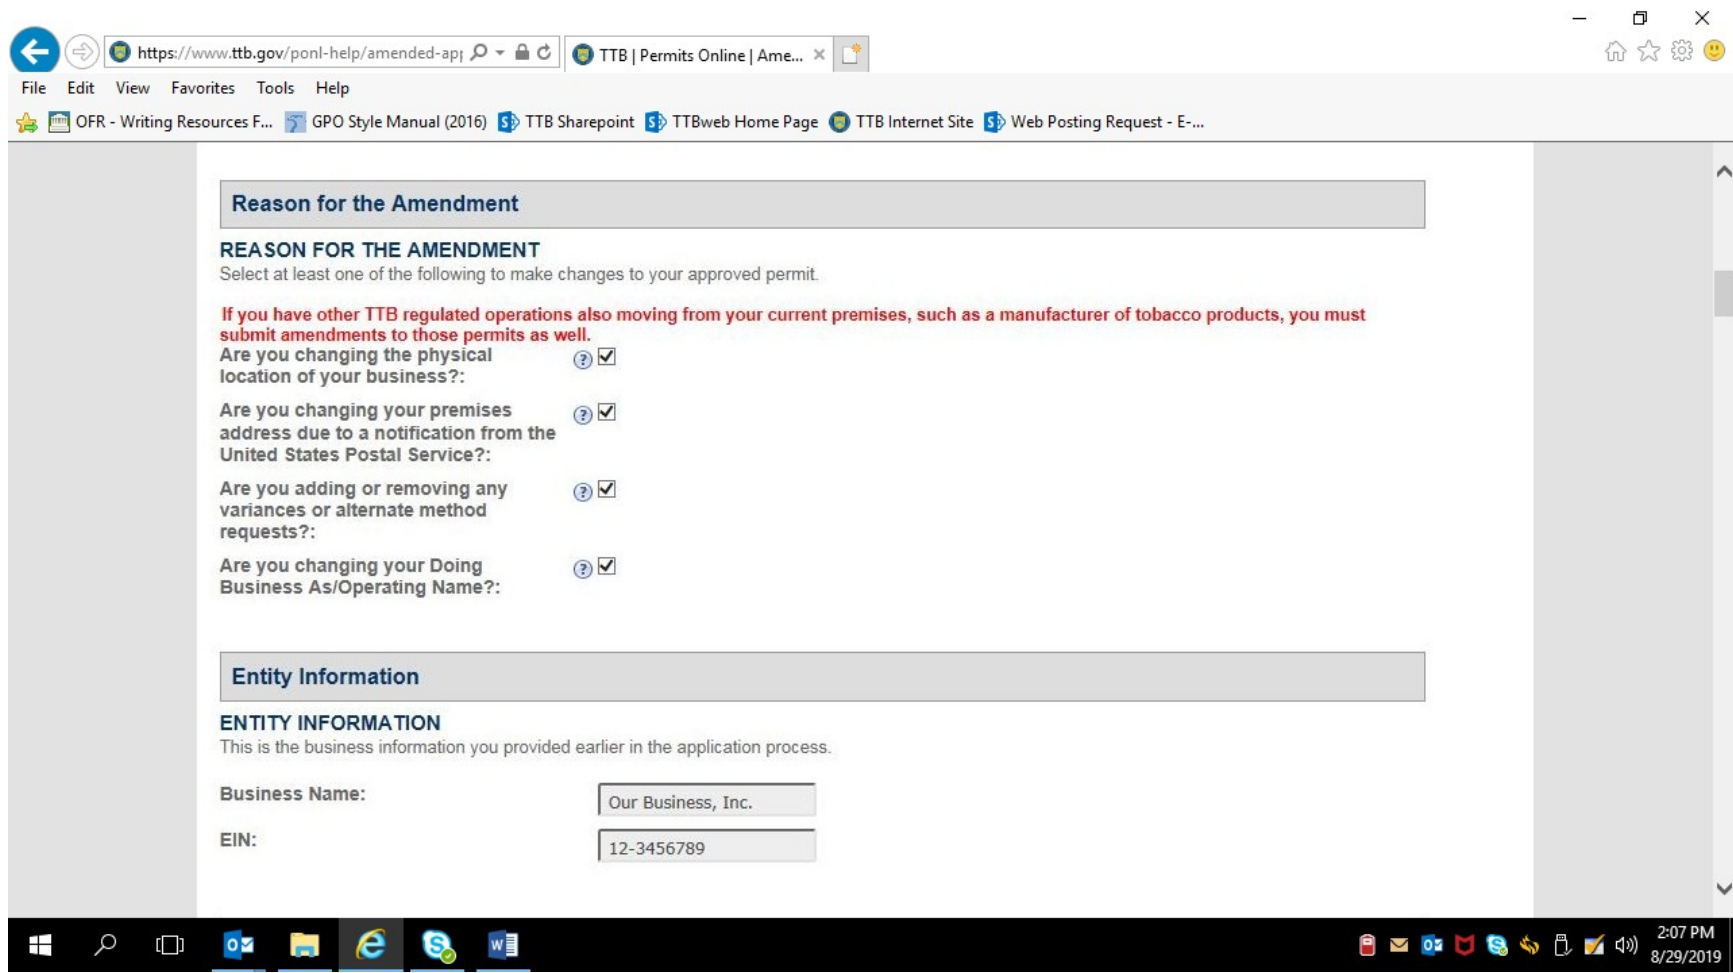 https://www.ttb.gov/ponl-help/amended-ap
TTB | Permits Online | Ame...
File Edit View Favorites Tools Help
OFR - Writing Resources F... GPO Style Manual (2016) TTB Sharepoint TTBweb Home Page TTB Internet Site Web Posting Request - E-...
Reason for the Amendment
REASON FOR THE AMENDMENT
Select at least one of the following to make changes to your approved permit.
If you have other TTB regulated operations also moving from your current premises, such as a manufacturer of tobacco products, you must
submit amendments to those permits as well.
Are you changing the physical
location of your business?:
Are you changing your premises
address due to a notification from the
United States Postal Service?:
Are you adding or removing any
variances or alternate method
requests?:
Are you changing your Doing
Business As/Operating Name?:
Entity Information
ENTITY INFORMATION
This is the business information you provided earlier in the application process.
Business Name: Our Business, Inc.
EIN: 12-3456789
2:07 PM
8/29/2019